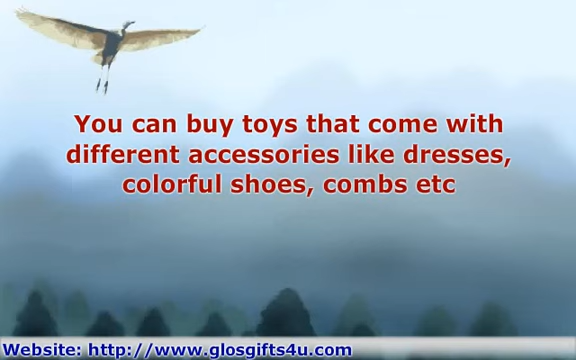 You can buy toys that come with
different accessories like dresses,
colorful shoes, combs etc
Website: http://www.glosgifts4u.com